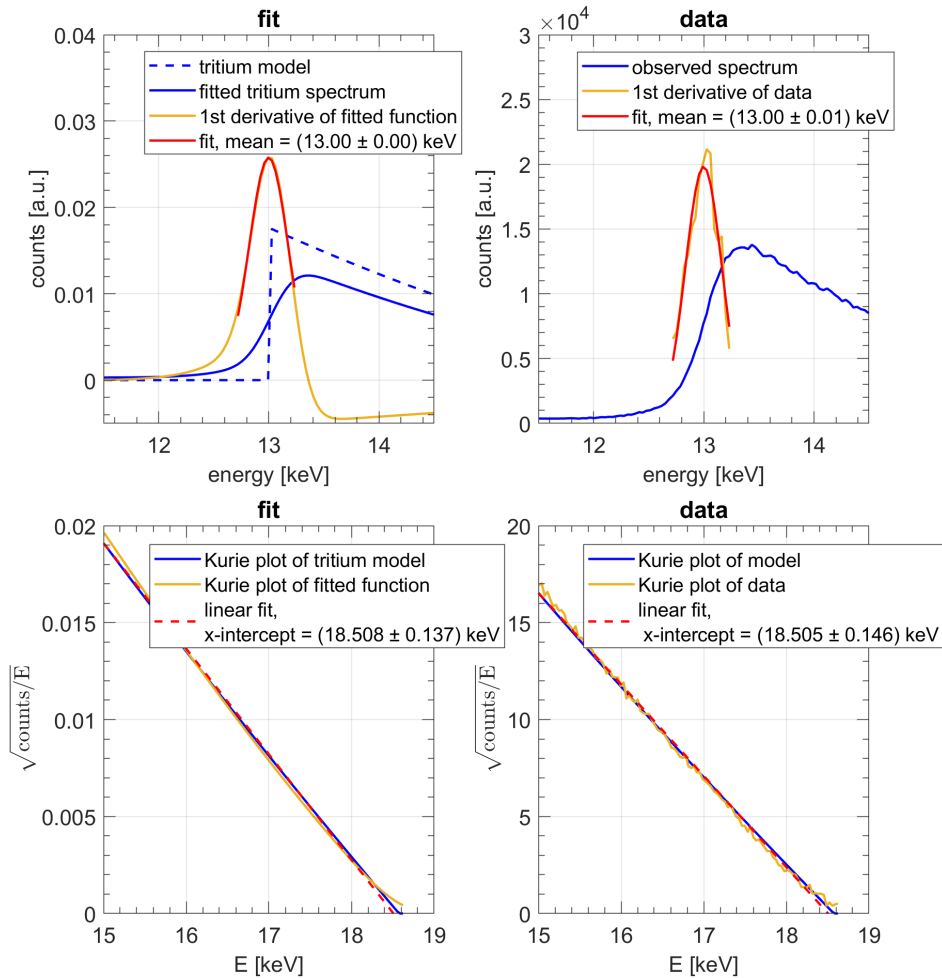 fit
0.04
0.03
0.02
0.01
0
counts [a.u.]
tritium model
fitted tritium spectrum
1st derivative of fitted function
fit, mean = (13.00 ± 0.00) keV
12
13
14
energy [keV]
data
×10^4
3
2.5
2
1.5
1
0.5
0
counts [a.u.]
observed spectrum
1st derivative of data
fit, mean = (13.00 ± 0.01) keV
12
13
14
energy [keV]
fit
0.02
0.015
0.01
0.005
0
√counts/E
Kurie plot of tritium model
Kurie plot of fitted function
linear fit,
x-intercept = (18.508 ± 0.137) keV
15
16
17
18
19
E [keV]
data
20
15
10
5
0
√counts/E
Kurie plot of model
Kurie plot of data
linear fit,
x-intercept = (18.505 ± 0.146) keV
15
16
17
18
19
E [keV]